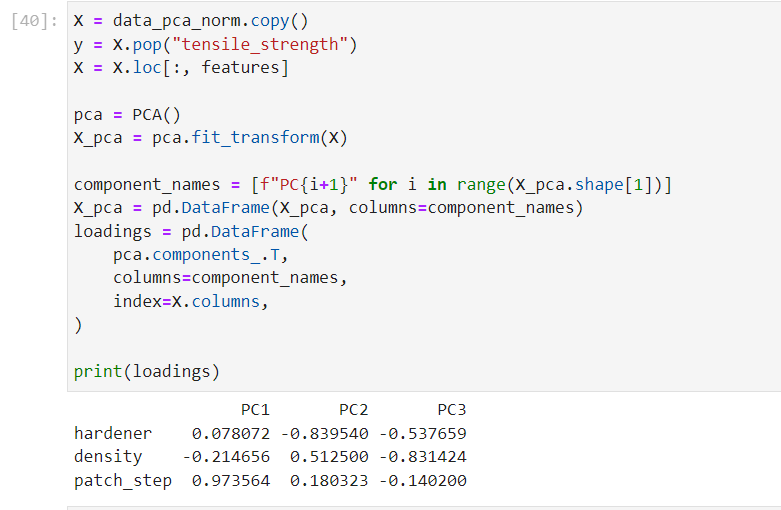 [40]: X = data_pca_norm.copy()
y = X.pop("tensile_strength")
X = X.loc[:, features]
pca = PCA()
X_pca = pca.fit_transform(X)
component_names = [f"PC{i+1}" for i in range(X_pca.shape[1])]
X_pca = pd.DataFrame(X_pca, columns=component_names)
loadings = pd.DataFrame(
    pca.components_.T,
    columns=component_names,
    index=X.columns,
)
print(loadings)
                 PC1       PC2       PC3
hardener    0.078072 -0.839540 -0.537659
density    -0.214656  0.512500 -0.831424
patch_step  0.973564  0.180323 -0.140200